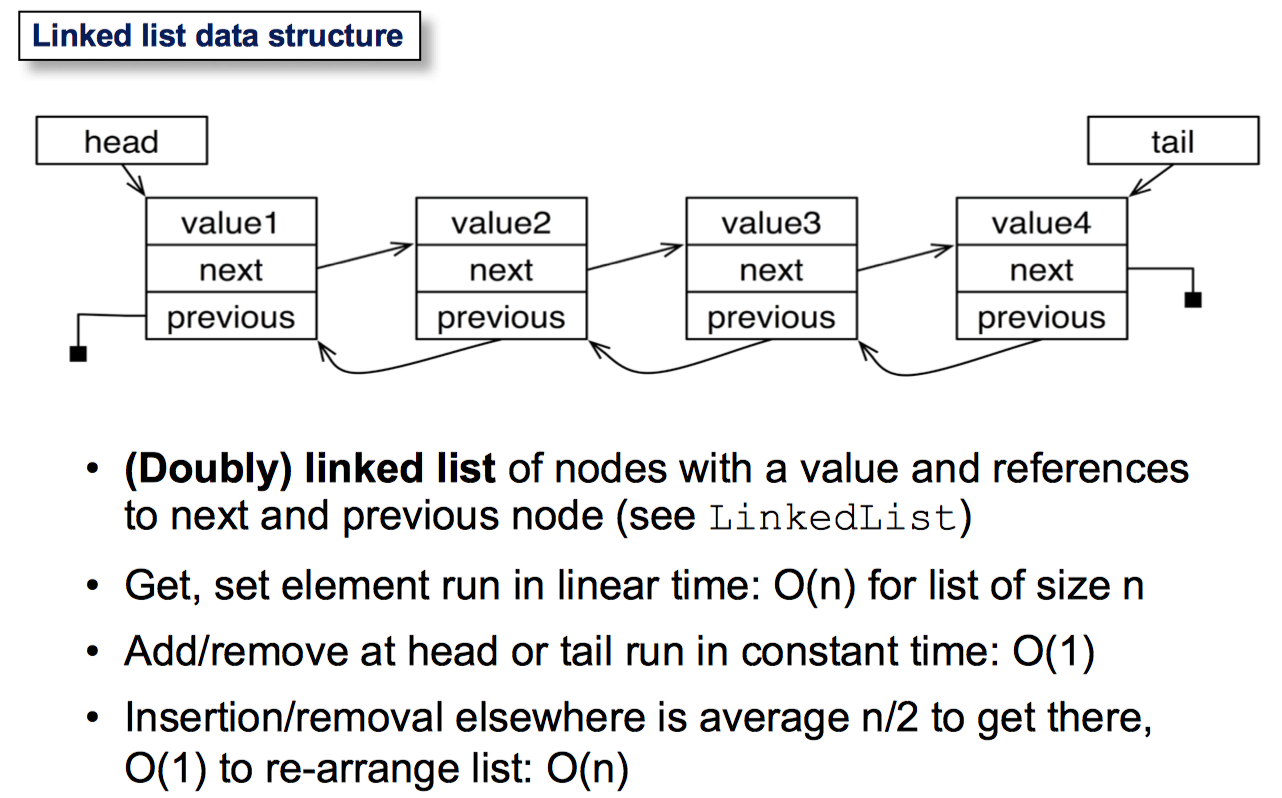 Linked list data structure
head
tail
value1 value2 value3 value4
next next next next
previous previous previous previous
• (Doubly) linked list of nodes with a value and references
to next and previous node (see LinkedList)
• Get, set element run in linear time: O(n) for list of size n
• Add/remove at head or tail run in constant time: O(1)
• Insertion/removal elsewhere is average n/2 to get there,
O(1) to re-arrange list: O(n)